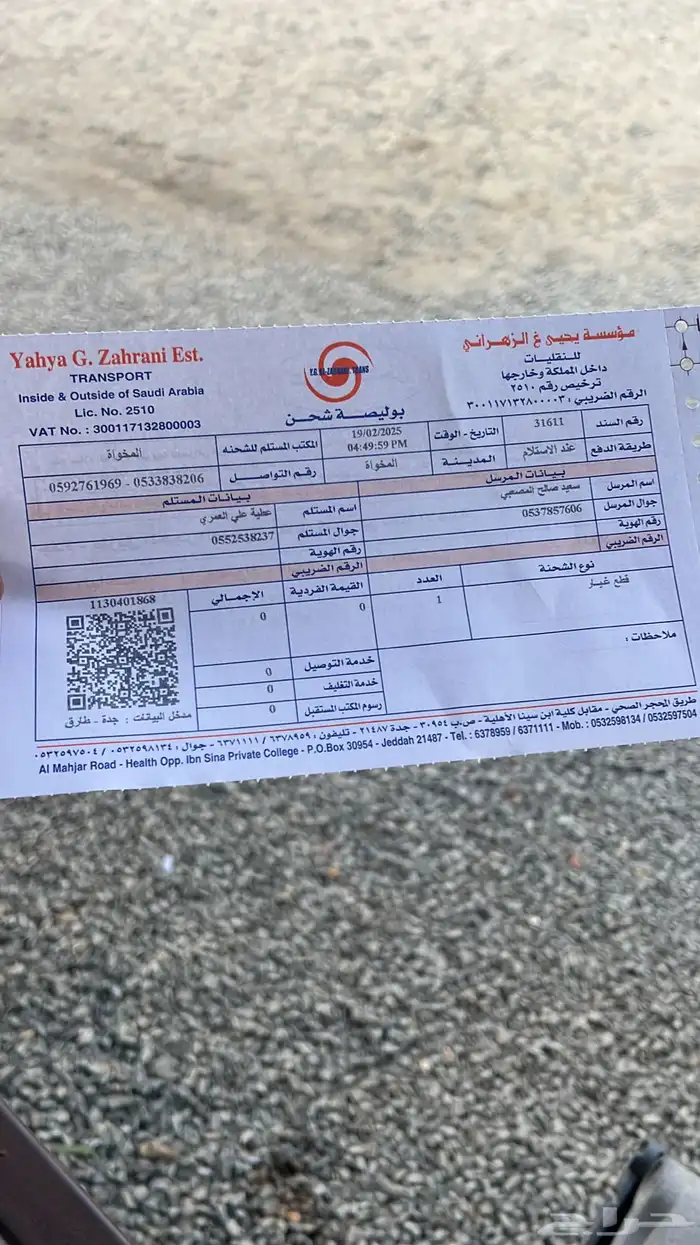 Yahya G. Zahrani Est.
TRANSPORT
Inside & Outside of Saudi Arabia
Lic. No. 2510
VAT No. : 300117132800003
Y.G. AL-ZAHRANI TRANS
بوليصة شحن
مؤسسة يحيى غ الزهراني
للنقليات
داخل المملكة وخارجها
ترخيص رقم ٢٥١٠
الرقم الضريبي : ٣٠٠١١٧١٣٢٨٠٠٠٠٣
رقم السند 31611 التاريخ - الوقت 19/02/2025 04:49:59 PM المكتب المستلم للشحنه المخواة
طريقة الدفع عند الاستلام المدينة المخواة رقم التواصل 0592761969 - 0533838206
بيانات المرسل
اسم المرسل سعيد صالح المصعبي
جوال المرسل 0537857606
رقم الهوية
الرقم الضريبي
بيانات المستلم
اسم المستلم عطية علي العمري
جوال المستلم 0552538237
رقم الهوية
الرقم الضريبي
نوع الشحنة العدد القيمة الفردية الإجمالي
قطع غيار 1 0 0
1130401868
ملاحظات :
خدمة التوصيل 0
خدمة التغليف 0
رسوم المكتب المستقبل 0
مدخل البيانات : جدة - طارق
طريق المحجر الصحي - مقابل كلية ابن سينا الأهلية - ص.ب ٣٠٩٥٤ - جدة ٢١٤٨٧ - تليفون : ٦٣٧٨٩٥٩ / ٦٣٧١١١١ - جوال : ٠٥٣٢٥٩٨١٣٤ / ٠٥٣٢٥٩٧٥٠٤
Al Mahjar Road - Health Opp. Ibn Sina Private College - P.O.Box 30954 - Jeddah 21487 - Tel. : 6378959 / 6371111 - Mob. : 0532598134 / 0532597504
حراج